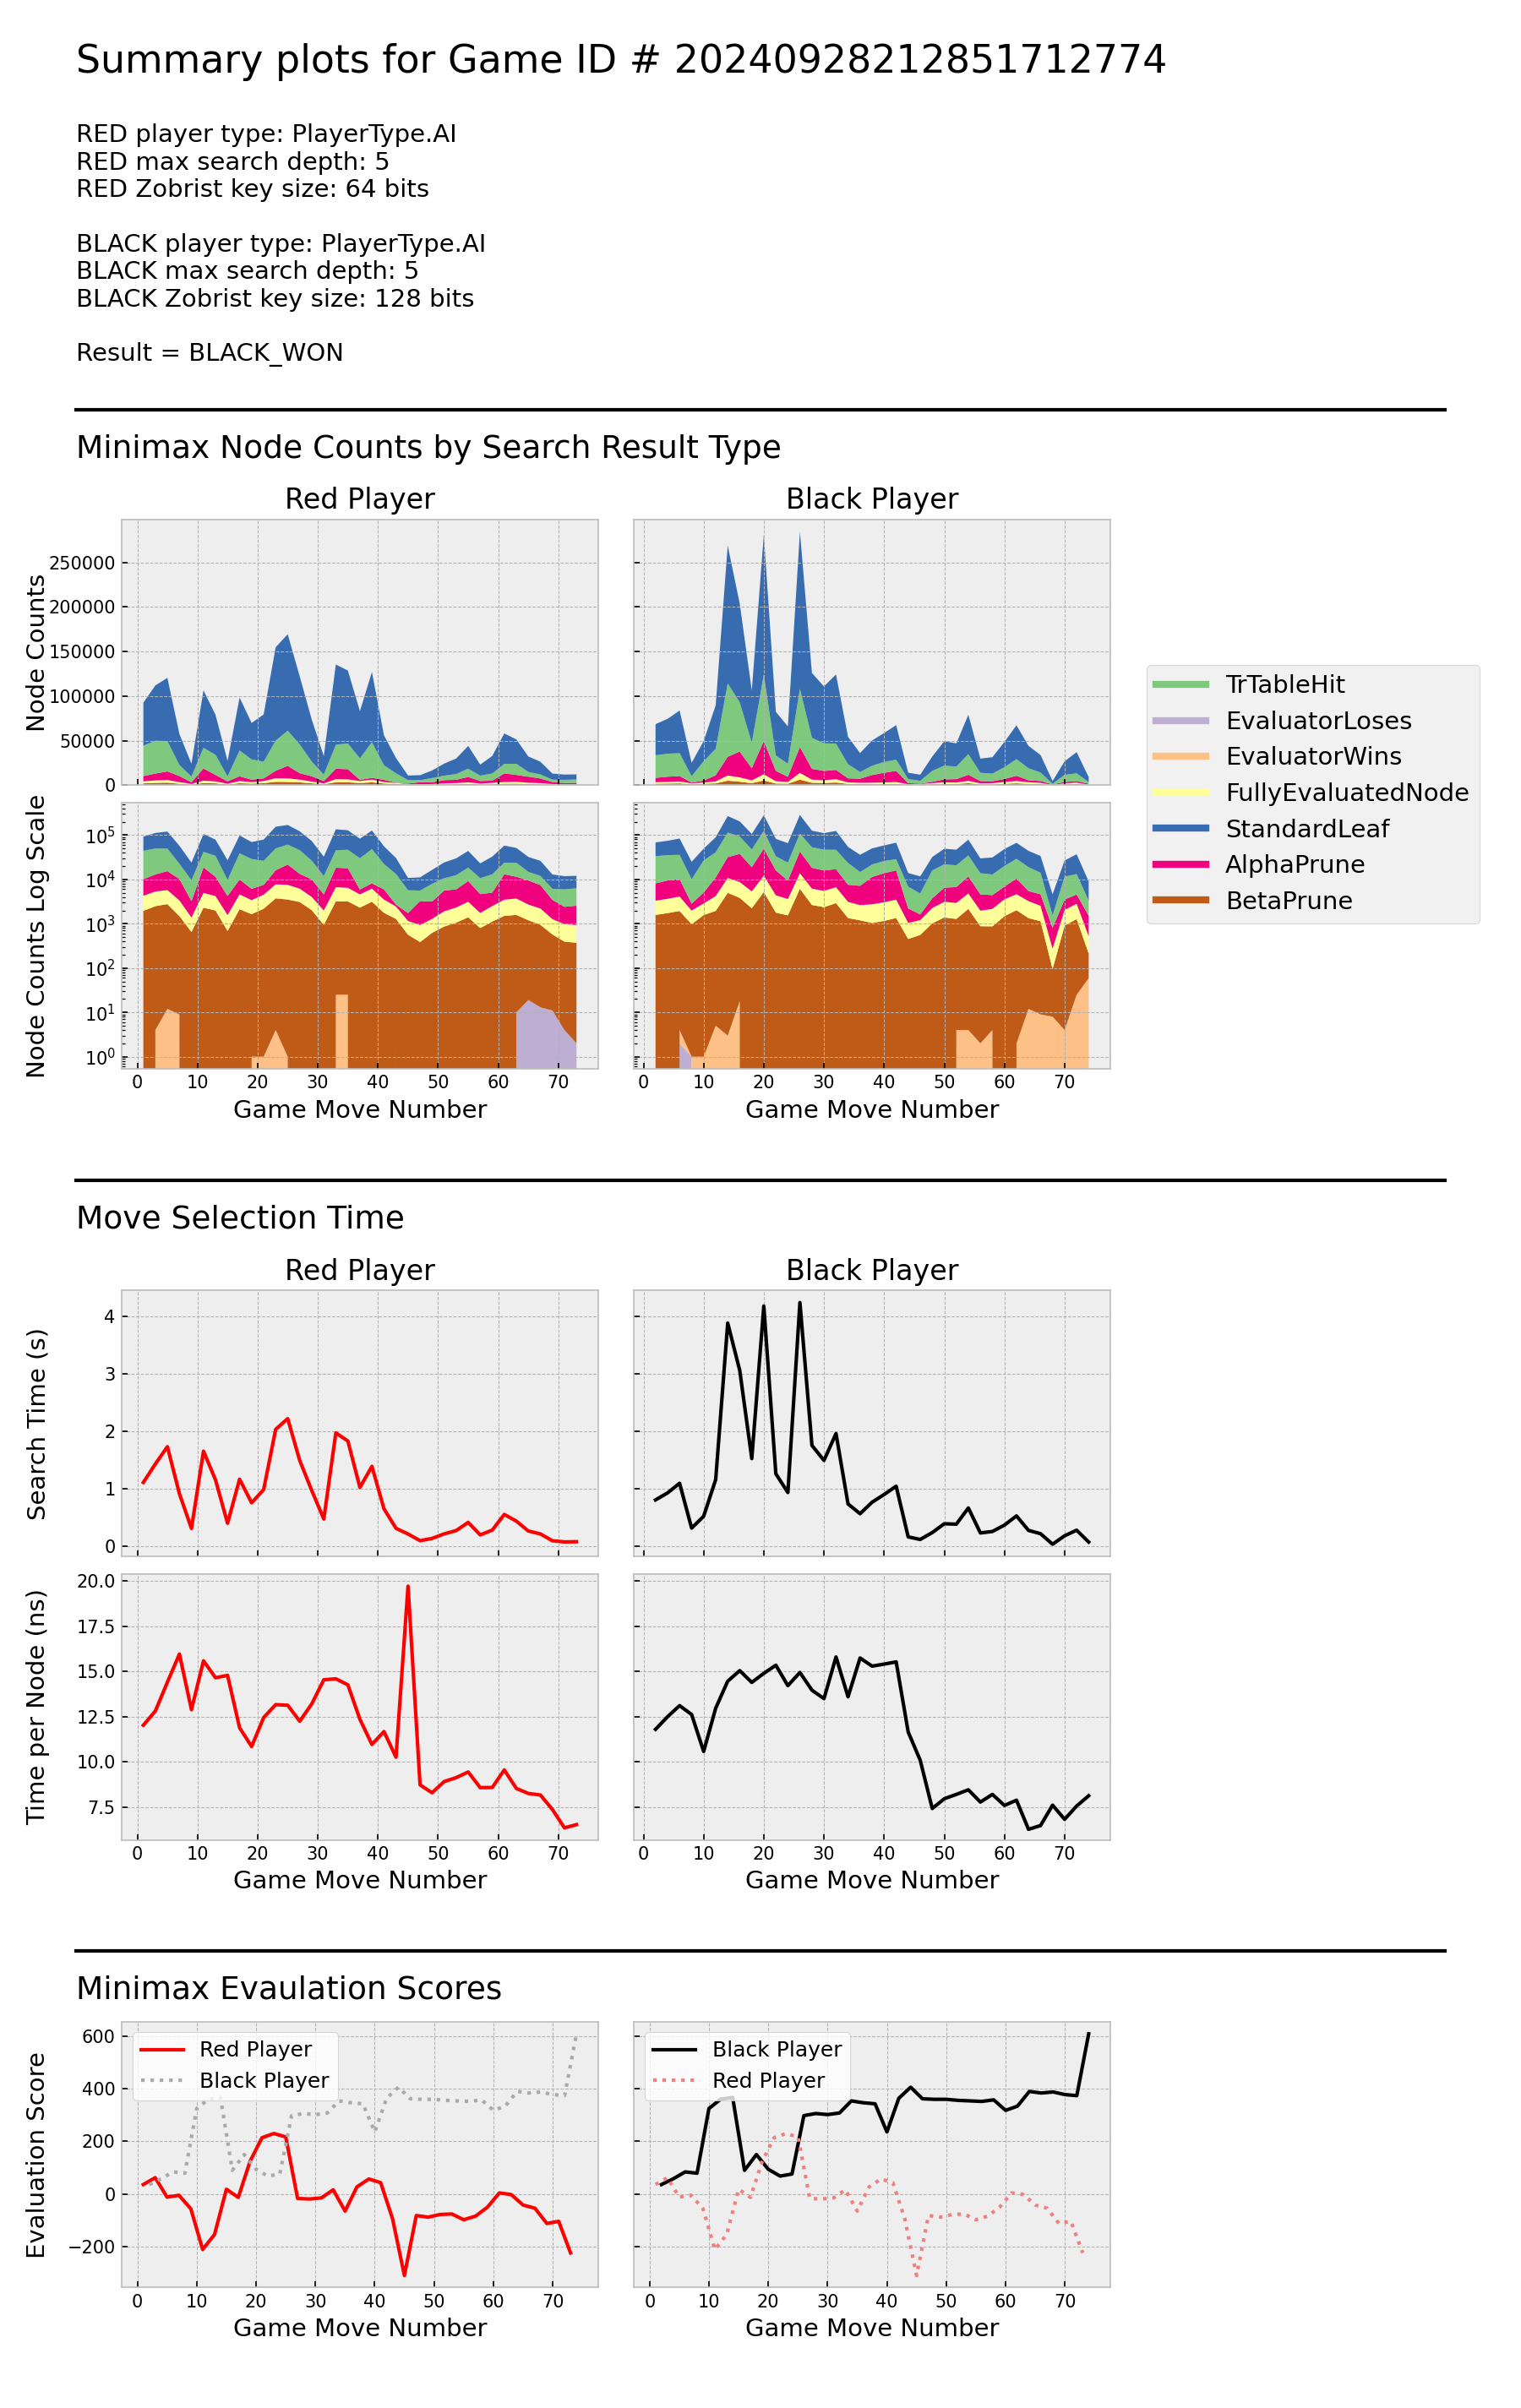 Summary plots for Game ID # 20240928212851712774
RED player type: PlayerType.AI
RED max search depth: 5
RED Zobrist key size: 64 bits
BLACK player type: PlayerType.AI
BLACK max search depth: 5
BLACK Zobrist key size: 128 bits
Result = BLACK_WON
Minimax Node Counts by Search Result Type
Red Player
Black Player
Node Counts
250000
200000
150000
100000
50000
0
Node Counts Log Scale
10⁵
10⁴
10³
10²
10¹
10⁰
0 10 20 30 40 50 60 70
0 10 20 30 40 50 60 70
Game Move Number
Game Move Number
TrTableHit
EvaluatorLoses
EvaluatorWins
FullyEvaluatedNode
StandardLeaf
AlphaPrune
BetaPrune
Move Selection Time
Red Player
Black Player
Search Time (s)
4
3
2
1
0
Time per Node (ns)
20.0
17.5
15.0
12.5
10.0
7.5
0 10 20 30 40 50 60 70
0 10 20 30 40 50 60 70
Game Move Number
Game Move Number
Minimax Evaulation Scores
Evaluation Score
600
400
200
0
−200
Red Player
Black Player
Black Player
Red Player
0 10 20 30 40 50 60 70
0 10 20 30 40 50 60 70
Game Move Number
Game Move Number